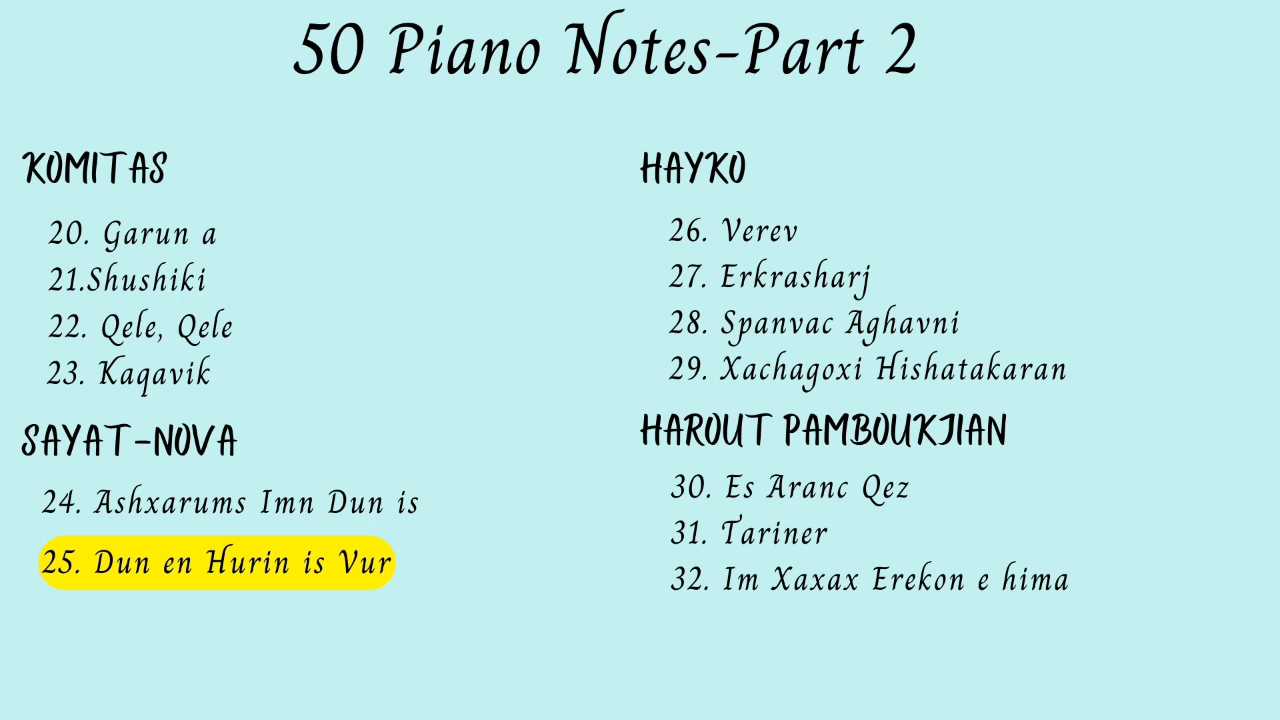 50 Piano Notes-Part 2
KOMITAS
20. Garun a
21.Shushiki
22. Qele, Qele
23. Kaqavik
SAYAT-NOVA
24. Ashxarums Imn Dun is
25. Dun en Hurin is Vur
HAYKO
26. Verev
27. Erkrasharj
28. Spanvac Aghavni
29. Xachagoxi Hishatakaran
HAROUT PAMBOUKJIAN
30. Es Aranc Qez
31. Tariner
32. Im Xaxax Erekon e hima